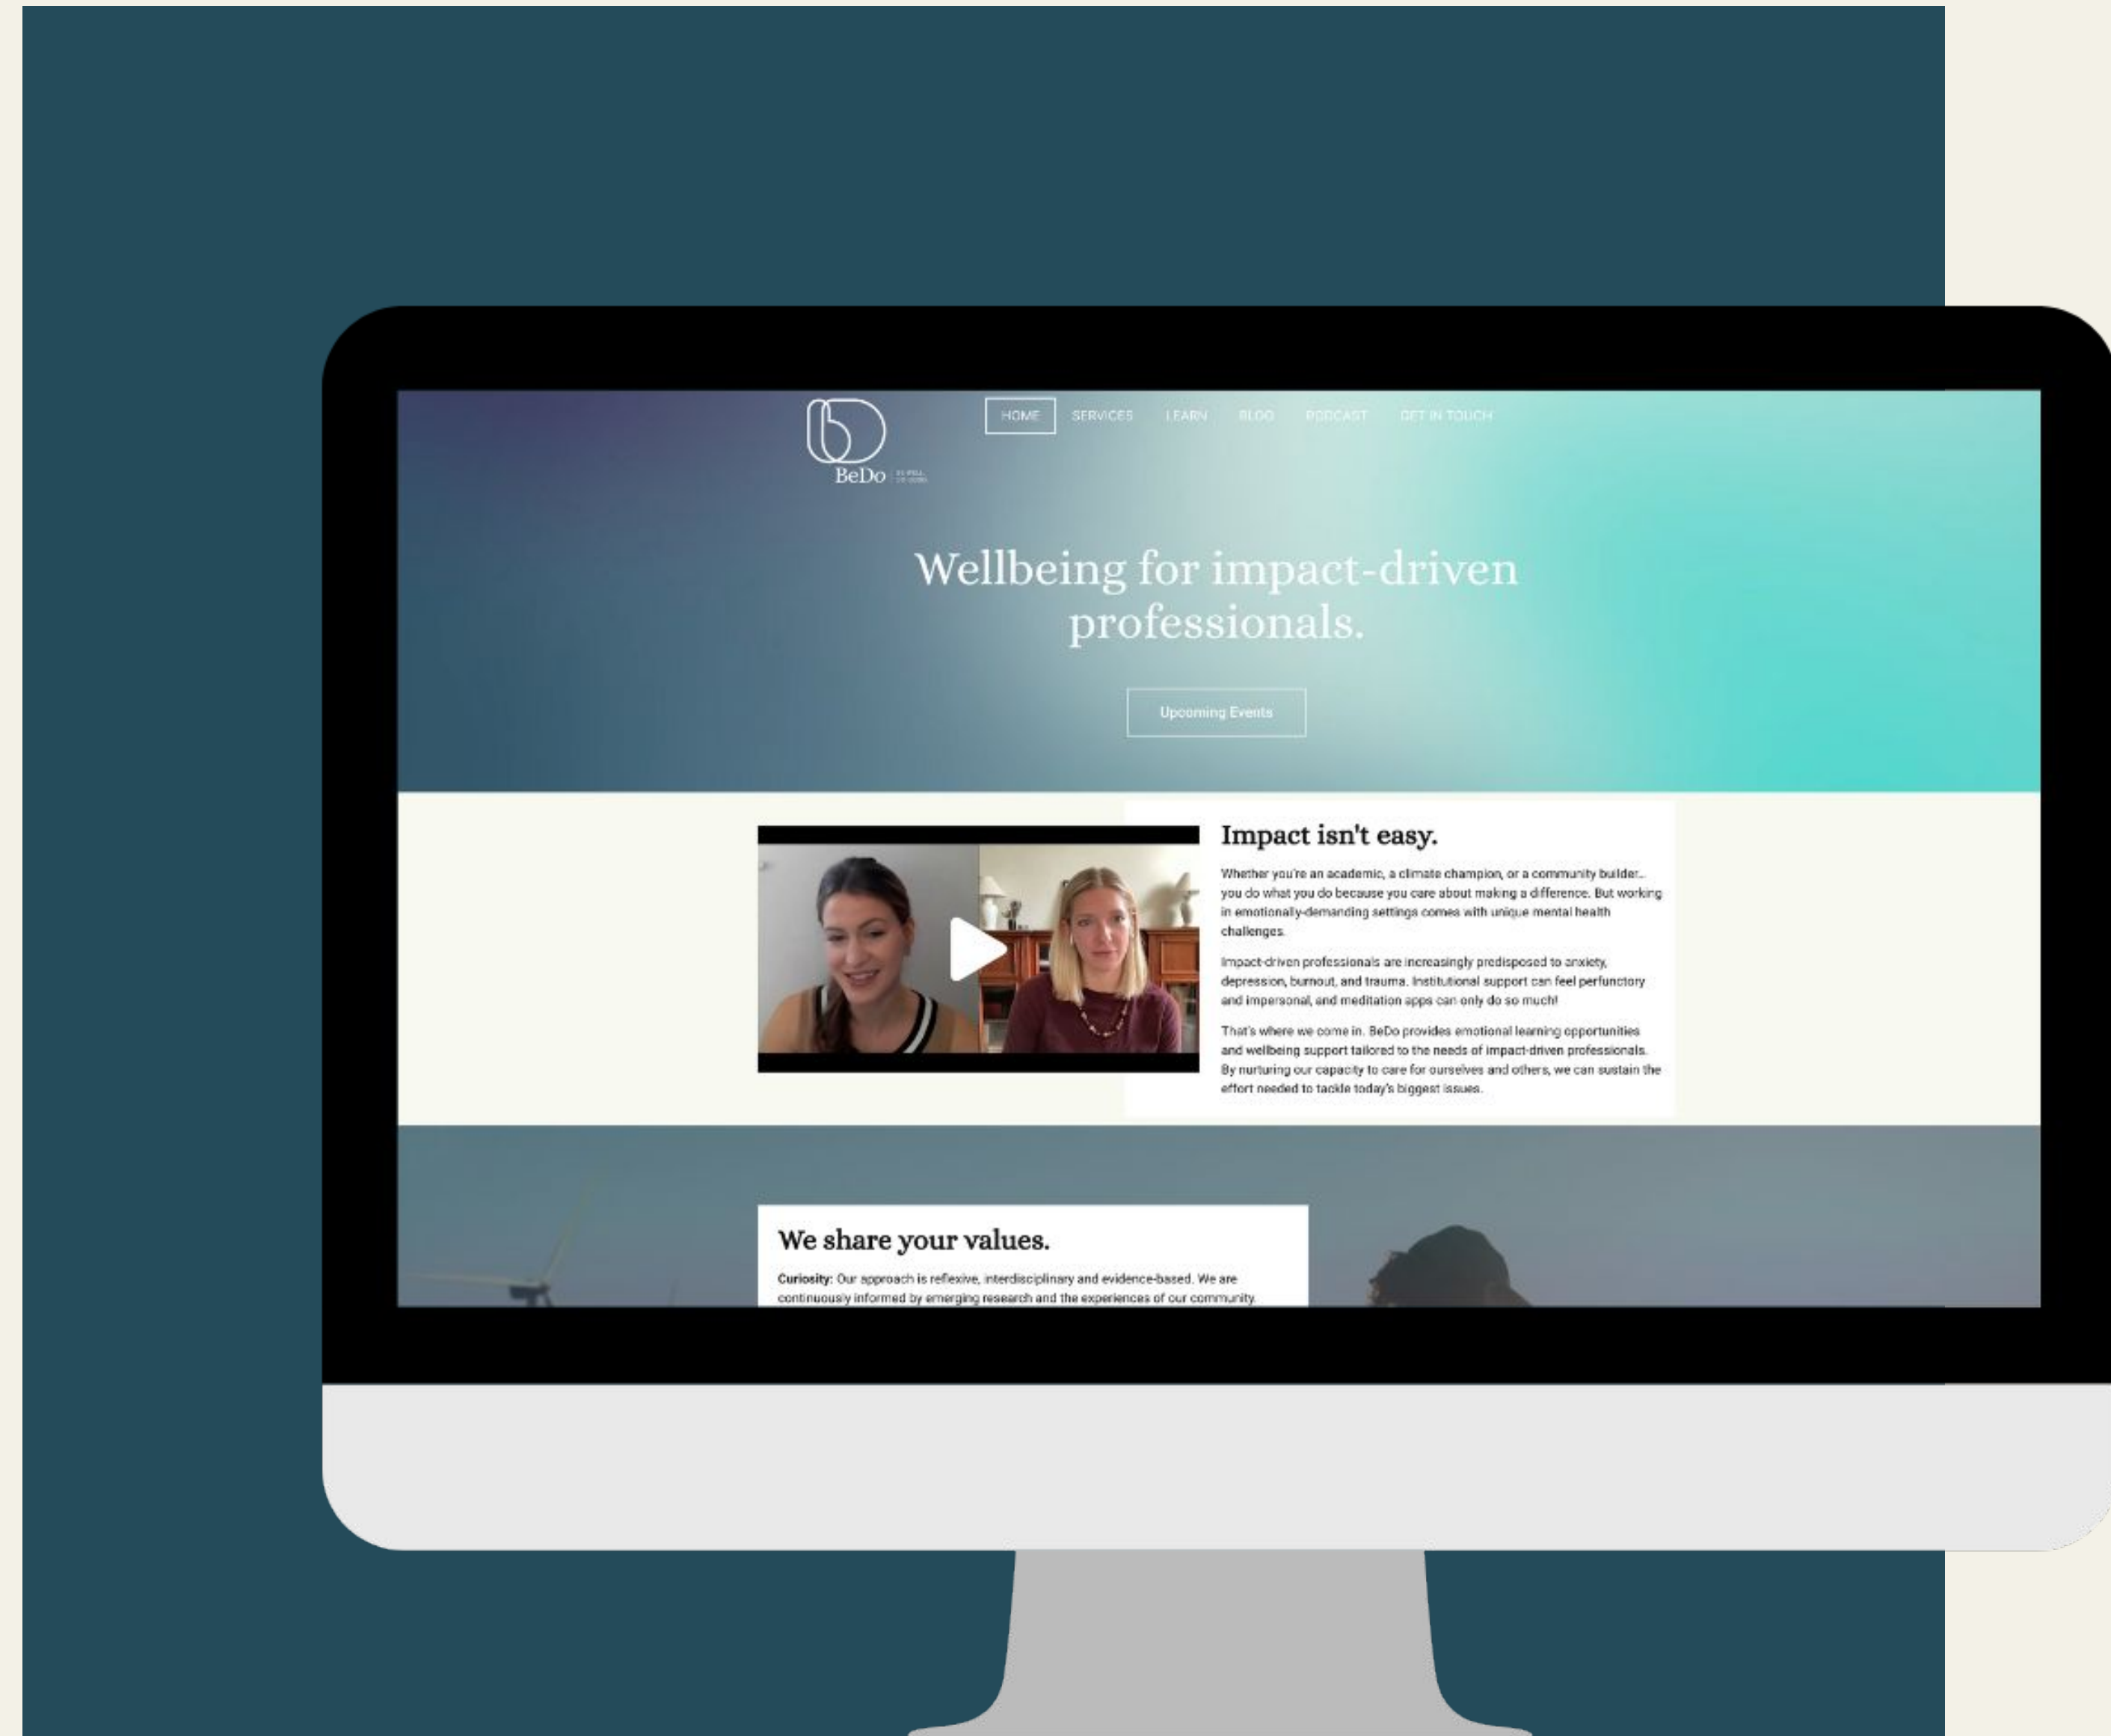 HOME SERVICES LEARN BLOG PODCAST GET IN TOUCH
BeDo
Wellbeing for impact-driven
professionals.
Upcoming Events
Impact isn't easy.
Whether you're an academic, a climate champion, or a community builder...
you do what you do because you care about making a difference. But working
in emotionally-demanding settings comes with unique mental health
challenges.
Impact-driven professionals are increasingly predisposed to anxiety,
depression, burnout, and trauma. Institutional support can feel perfunctory
and impersonal, and meditation apps can only do so much!
That's where we come in. BeDo provides emotional learning opportunities
and wellbeing support tailored to the needs of impact-driven professionals.
By nurturing our capacity to care for ourselves and others, we can sustain the
effort needed to tackle today's biggest issues.
We share your values.
Curiosity: Our approach is reflexive, interdisciplinary and evidence-based. We are
continuously informed by emerging research and the experiences of our community.